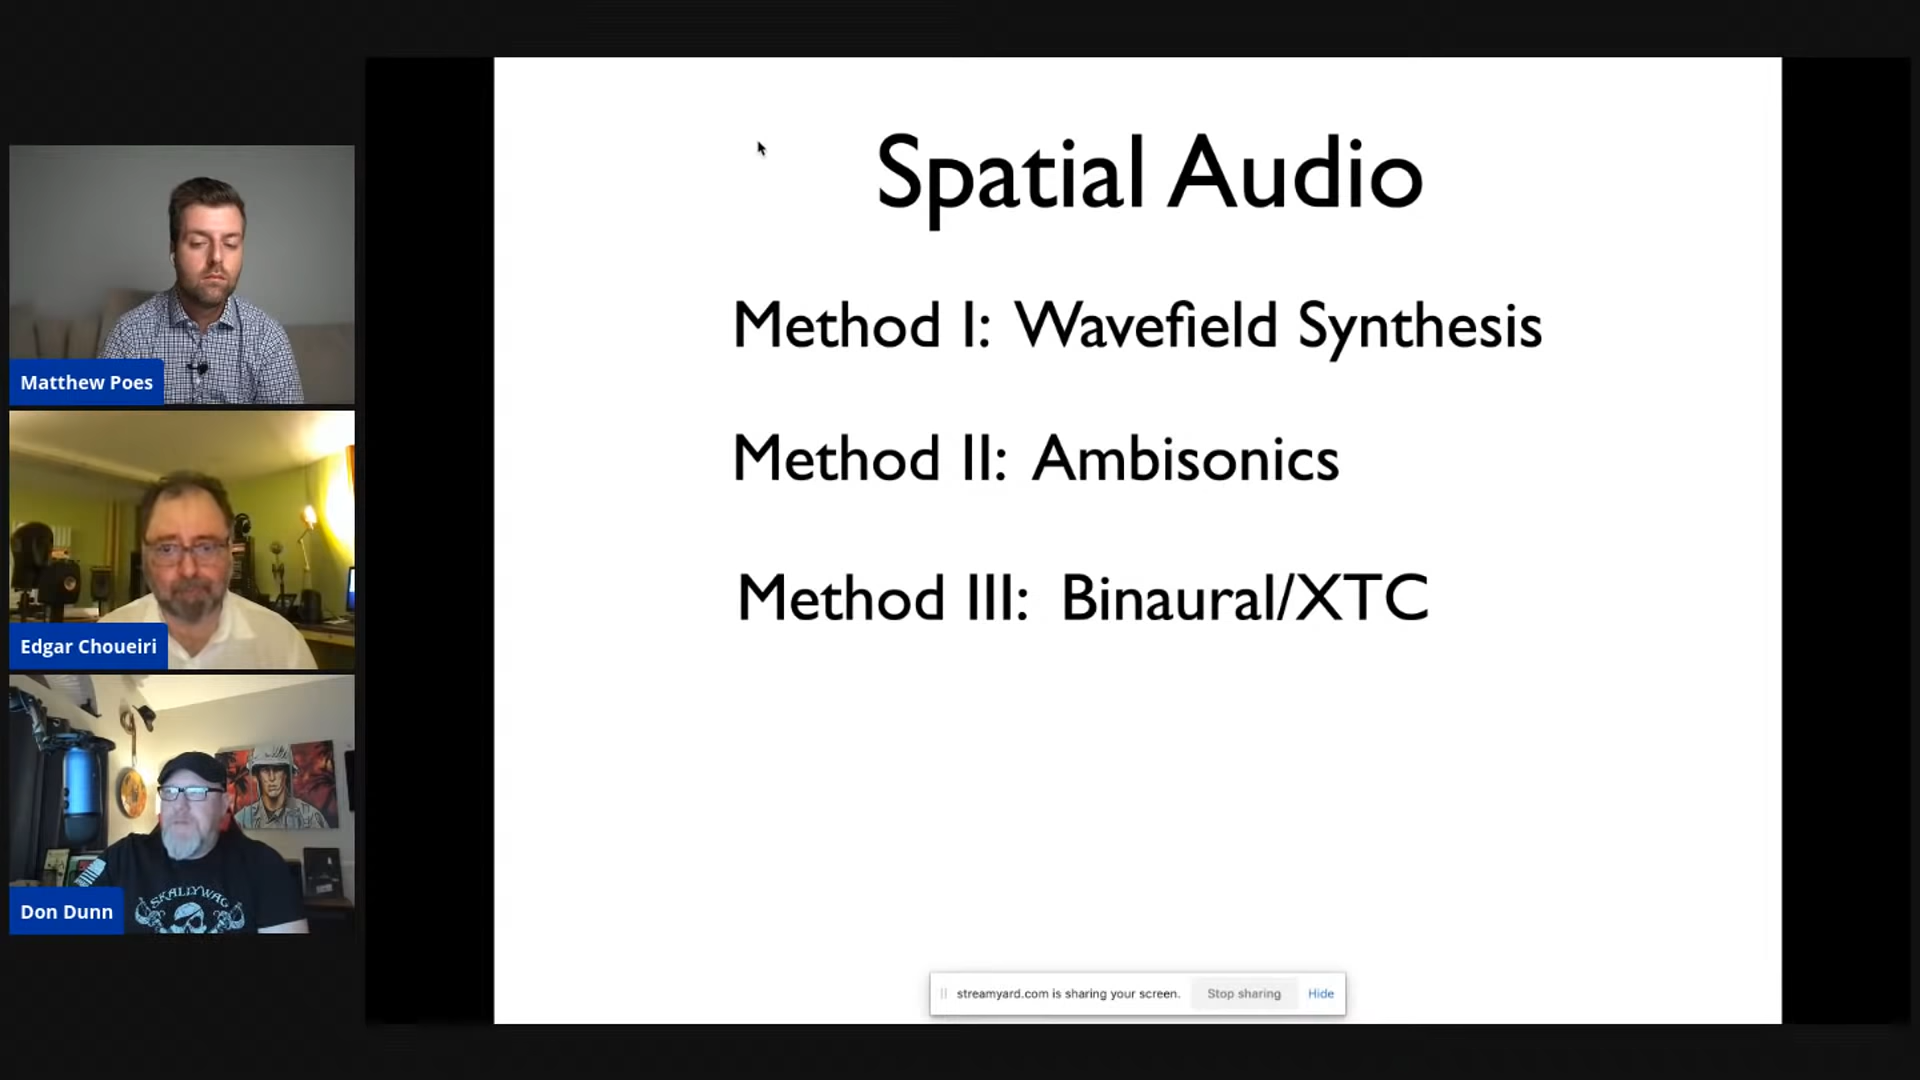 Spatial Audio
Method I: Wavefield Synthesis
Method II: Ambisonics
Method III: Binaural/XTC
Matthew Poes
Edgar Choueiri
SKALLYWAG
Don Dunn
streamyard.com is sharing your screen. Stop sharing Hide